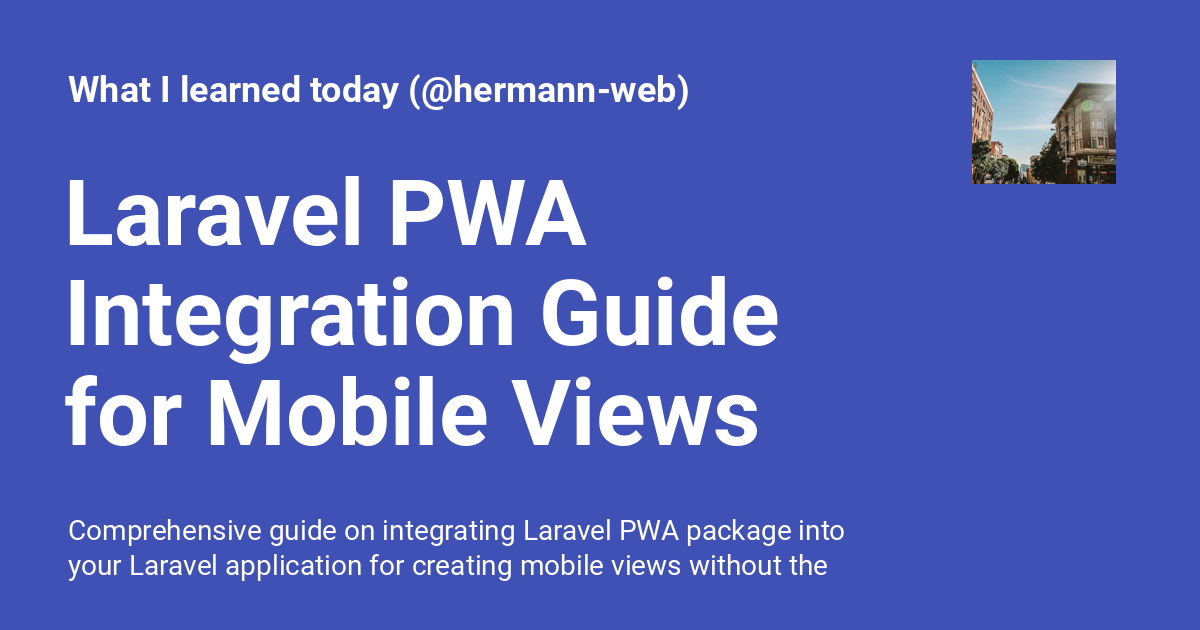 What I learned today (@hermann-web)
Laravel PWA
Integration Guide
for Mobile Views
Comprehensive guide on integrating Laravel PWA package into
your Laravel application for creating mobile views without the